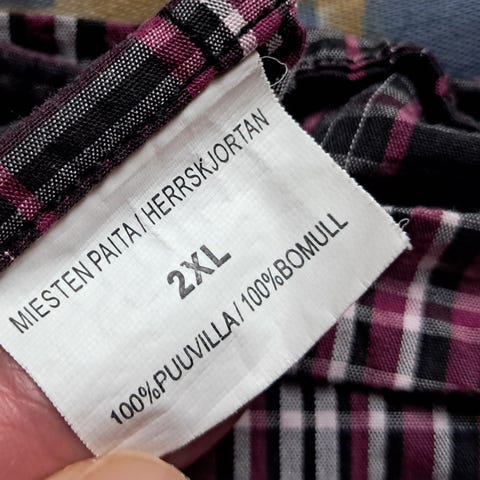 MIESTEN PAITA / HERRSKJORTAN
2XL
100%PUUVILLA / 100%BOMULL